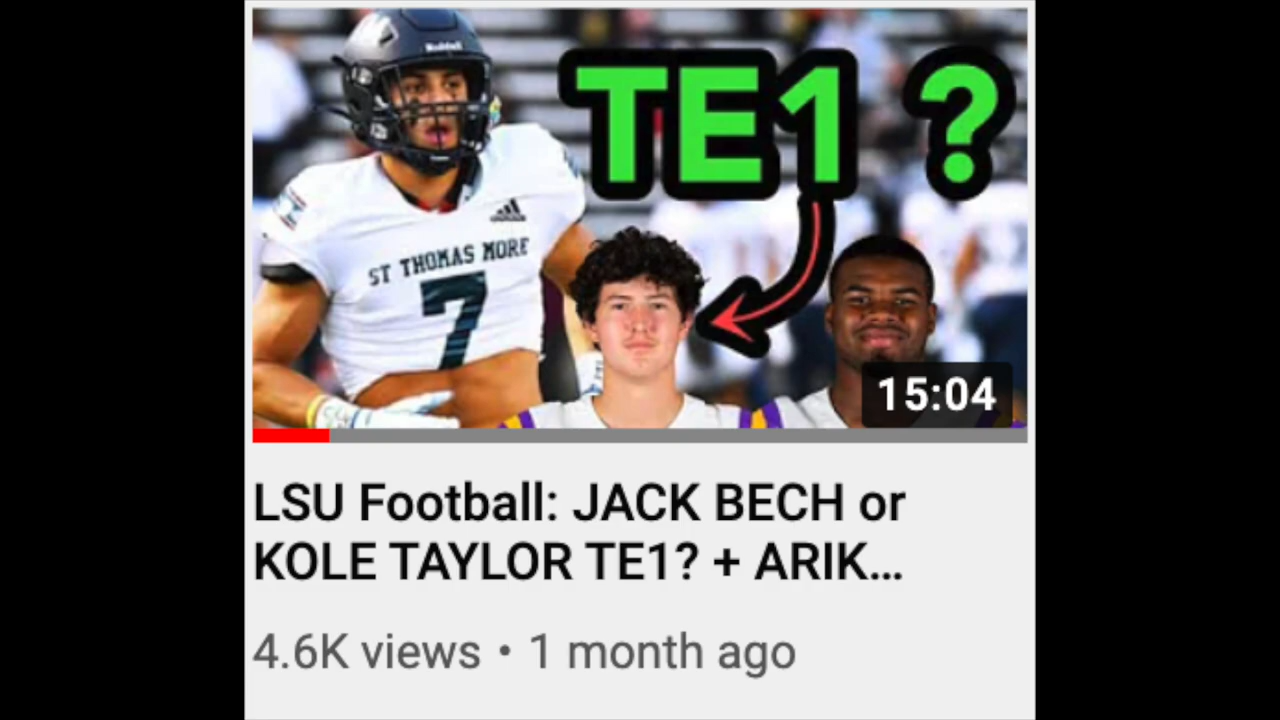 Riddell
TE1 ?
ST THOMAS MORE
7
15:04
LSU Football: JACK BECH or
KOLE TAYLOR TE1? + ARIK...
4.6K views • 1 month ago